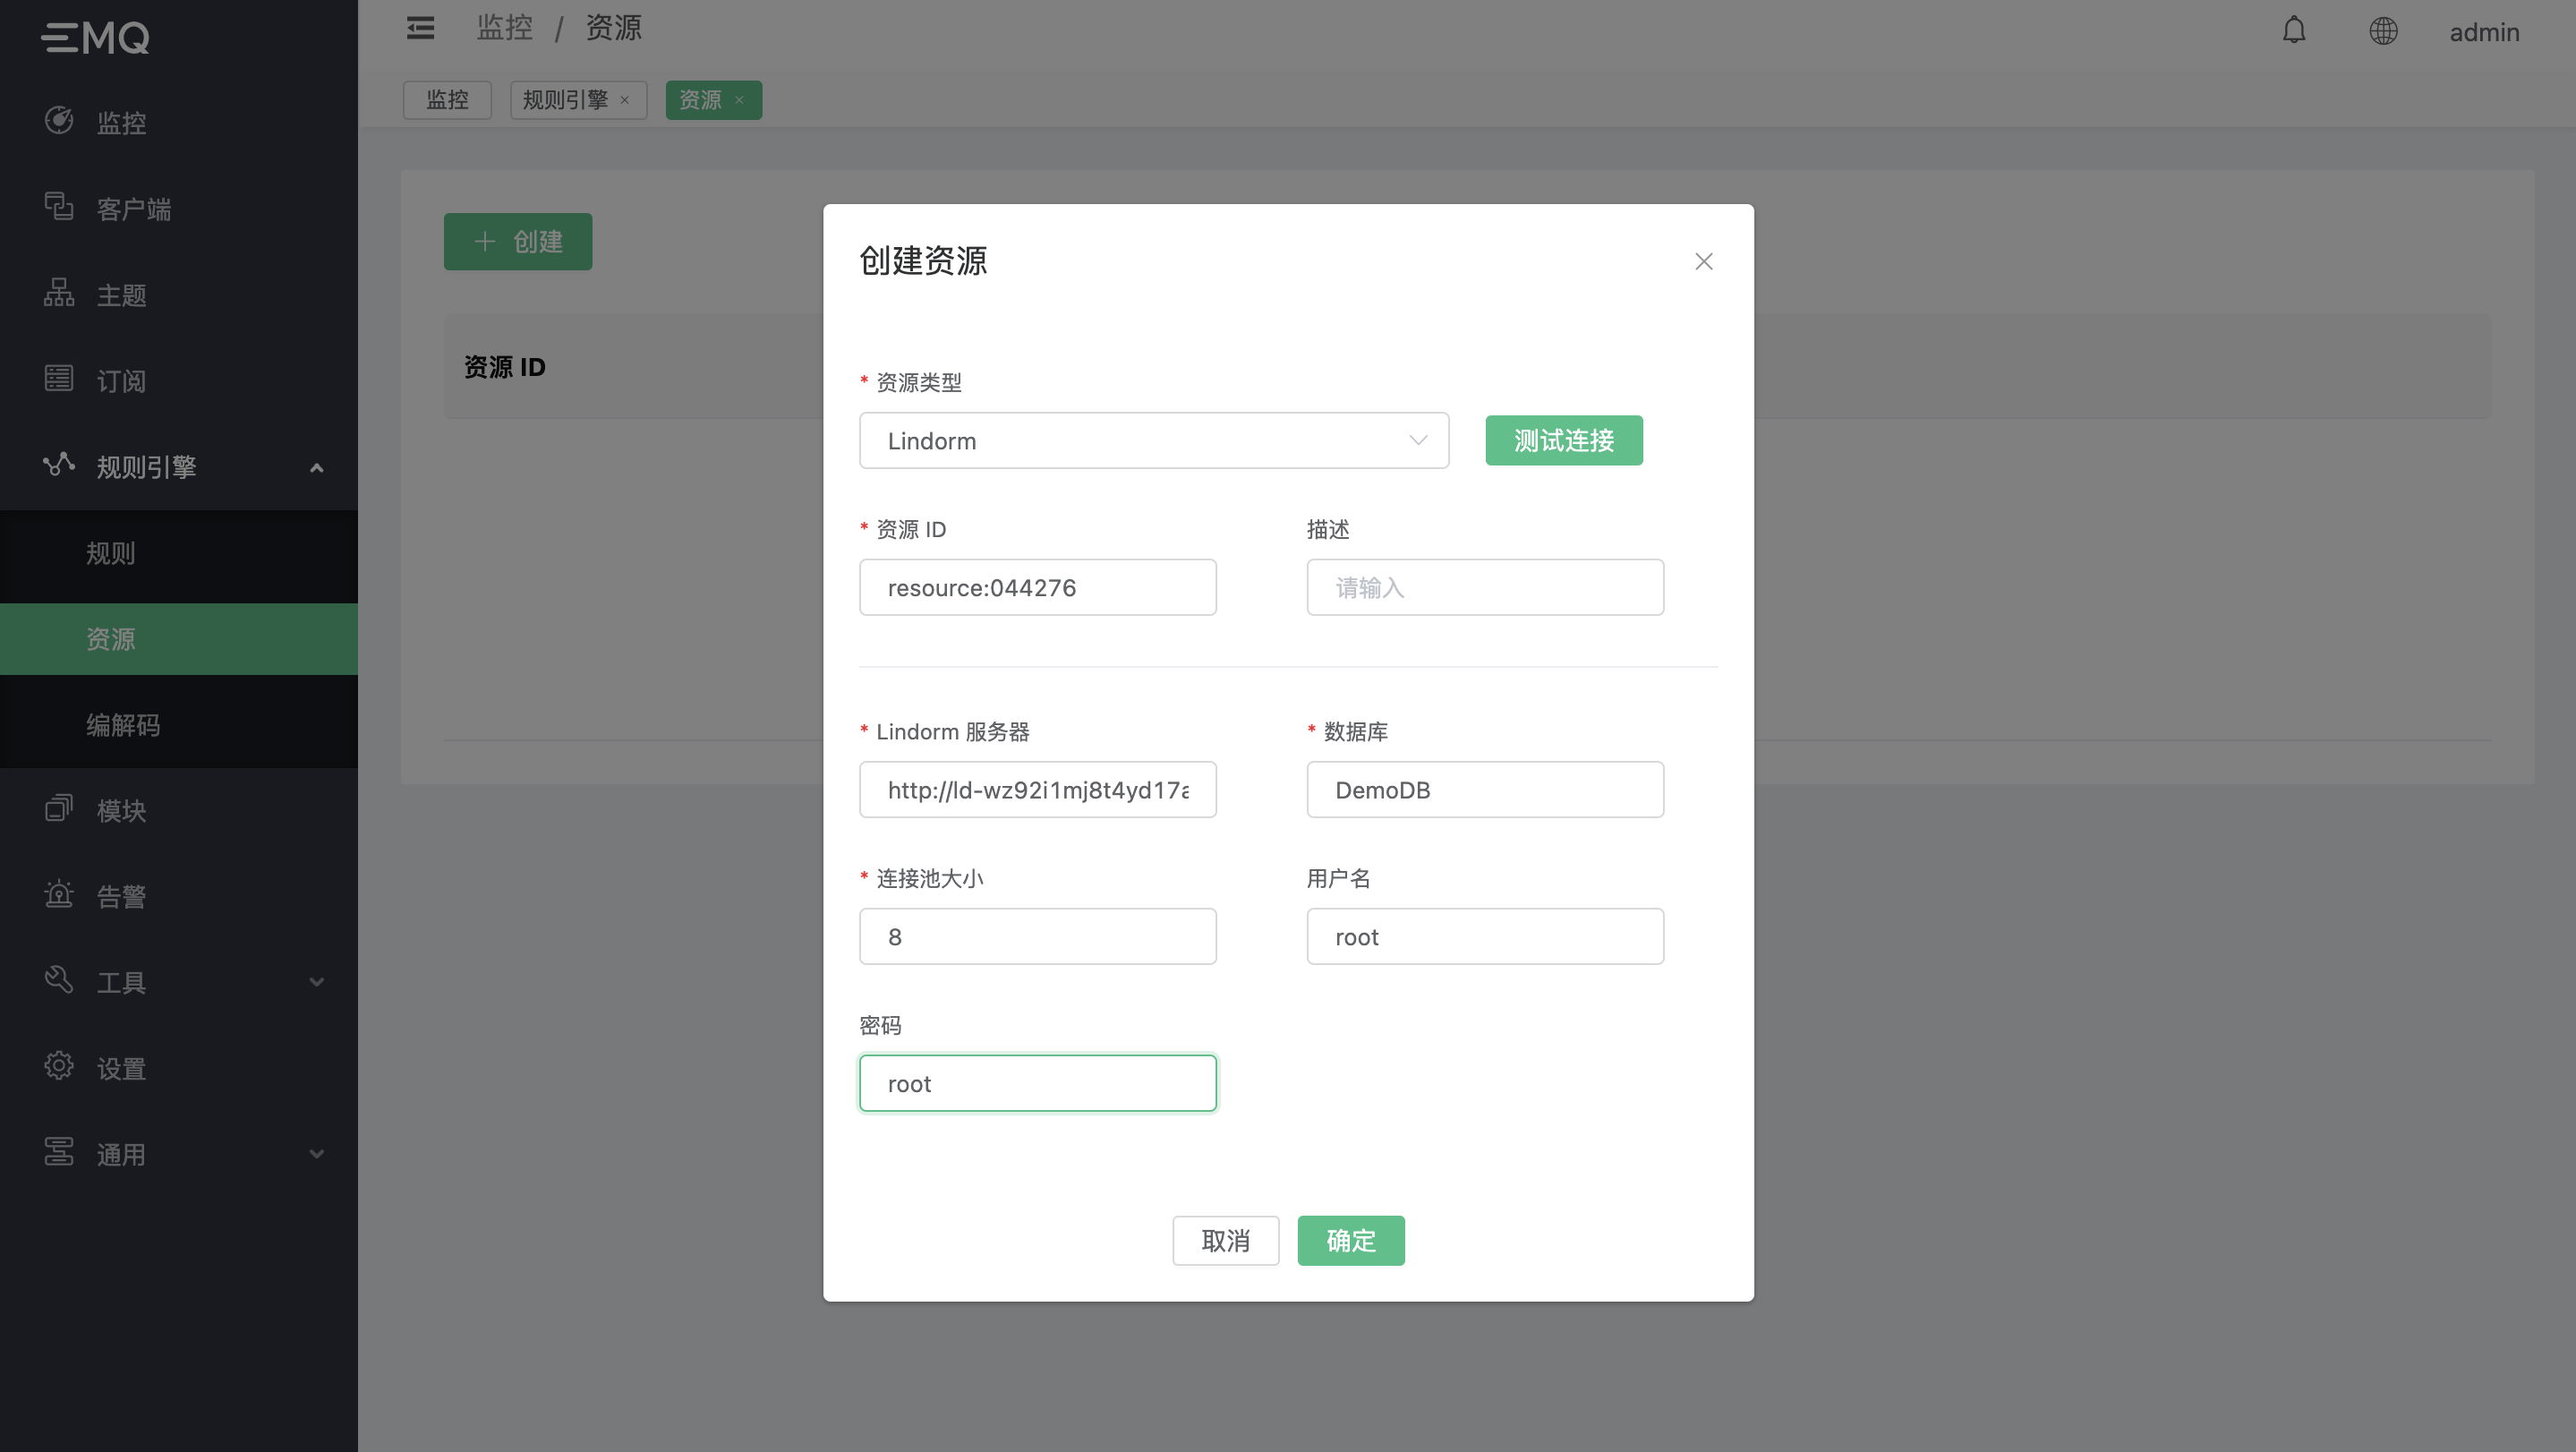 EMQ
监控
客户端
主题
订阅
规则引擎
规则
资源
编解码
模块
告警
工具
设置
通用
监控 / 资源
admin
监控
规则引擎 ×
资源 ×
+ 创建
资源 ID
创建资源
* 资源类型
Lindorm
测试连接
* 资源 ID
描述
resource:044276
请输入
* Lindorm 服务器
* 数据库
http://ld-wz92i1mj8t4yd17a
DemoDB
* 连接池大小
用户名
8
root
密码
root
取消
确定